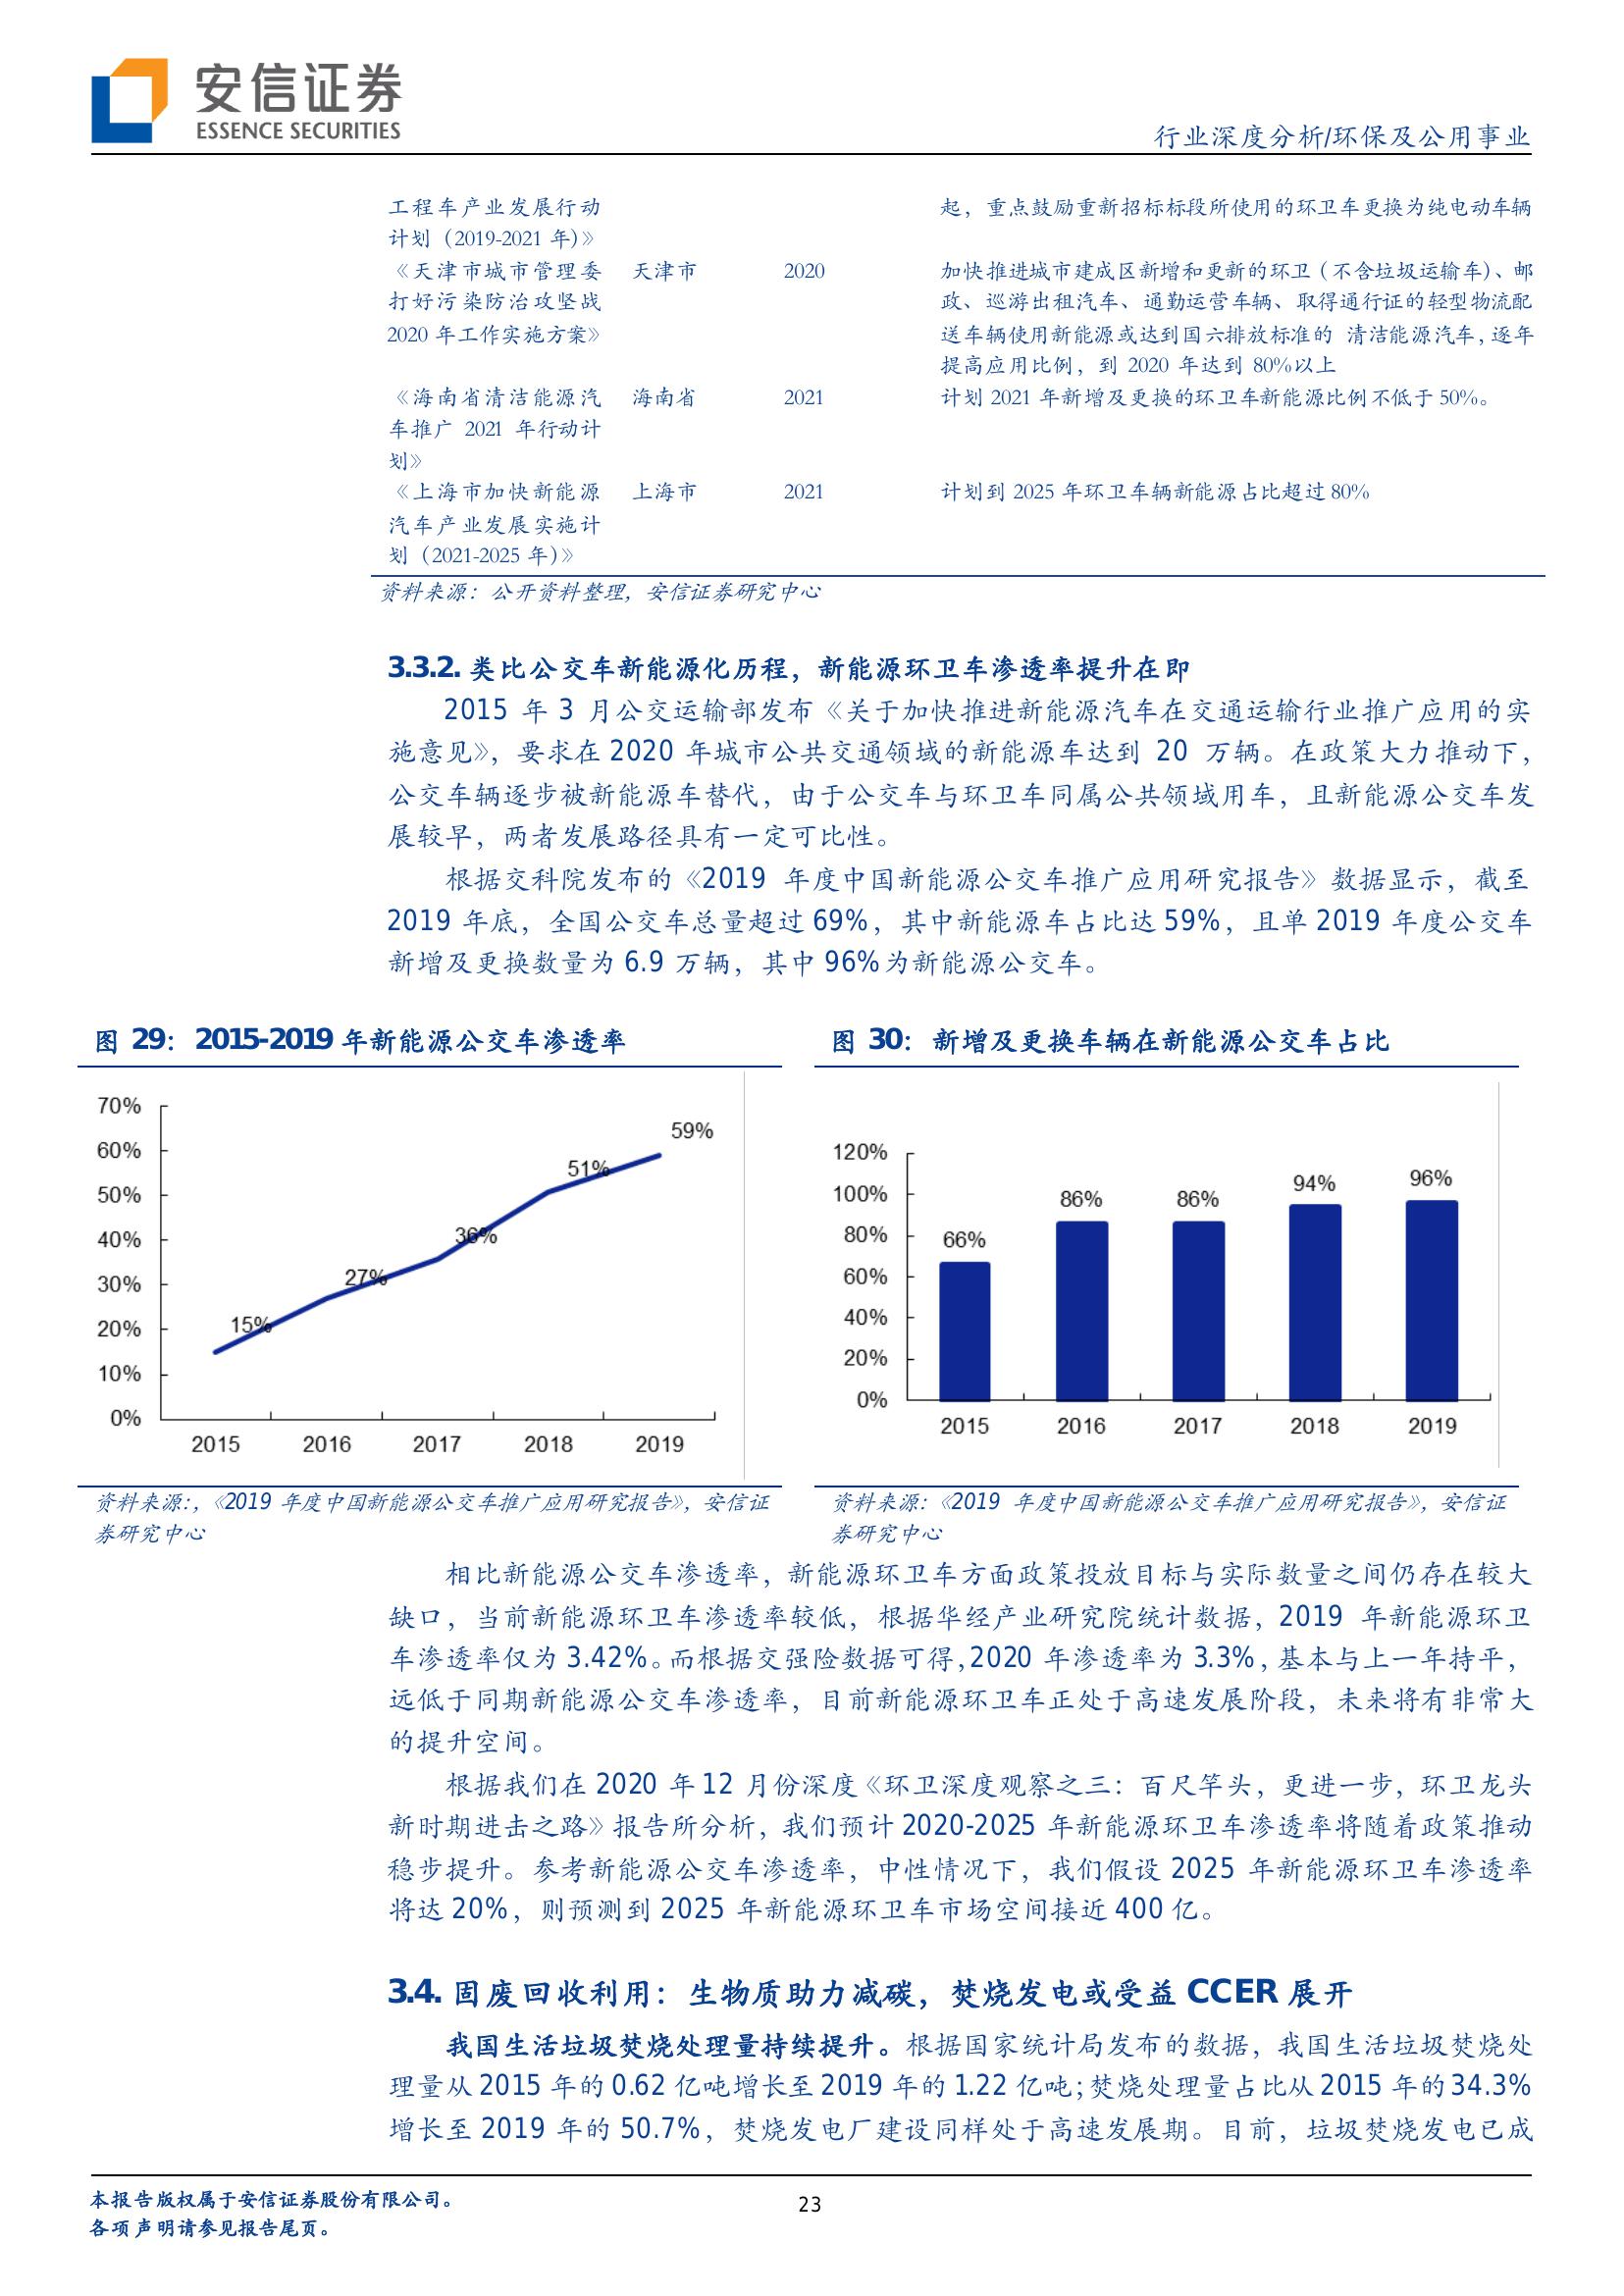 安信证券
ESSENCE SECURITIES
行业深度分析/环保及公用事业
工程车产业发展行动
计划（2019-2021 年)》
起，重点鼓励重新招标标段所使用的环卫车更换为纯电动车辆
《天津市城市管理委
打好污染防治攻坚战
2020 年工作实施方案》
天津市
2020
加快推进城市建成区新增和更新的环卫（不含垃圾运输车）、邮
政、巡游出租汽车、通勤运营车辆、取得通行证的轻型物流配
送车辆使用新能源或达到国六排放标准的 清洁能源汽车，逐年
提高应用比例，到 2020 年达到 80%以上
《海南省清洁能源汽
车推广 2021 年行动计
划》
海南省
2021
计划 2021 年新增及更换的环卫车新能源比例不低于 50%。
《上海市加快新能源
汽车产业发展实施计
划（2021-2025 年）》
上海市
2021
计划到 2025 年环卫车辆新能源占比超过 80%
资料来源：公开资料整理，安信证券研究中心
3.3.2. 类比公交车新能源化历程，新能源环卫车渗透率提升在即
2015 年 3 月公交运输部发布《关于加快推进新能源汽车在交通运输行业推广应用的实
施意见》，要求在 2020 年城市公共交通领域的新能源车达到 20 万辆。在政策大力推动下，
公交车辆逐步被新能源车替代，由于公交车与环卫车同属公共领域用车，且新能源公交车发
展较早，两者发展路径具有一定可比性。
根据交科院发布的《2019 年度中国新能源公交车推广应用研究报告》数据显示，截至
2019 年底，全国公交车总量超过 69%，其中新能源车占比达 59%，且单 2019 年度公交车
新增及更换数量为 6.9 万辆，其中 96%为新能源公交车。
图 29：2015-2019 年新能源公交车渗透率
70%
60%
50%
40%
30%
20%
10%
0%
15%
27%
36%
51%
59%
2015 2016 2017 2018 2019
资料来源:，《2019 年度中国新能源公交车推广应用研究报告》，安信证
券研究中心
图 30：新增及更换车辆在新能源公交车占比
120%
100%
80%
60%
40%
20%
0%
66%
86%
86%
94%
96%
2015 2016 2017 2018 2019
资料来源：《2019 年度中国新能源公交车推广应用研究报告》，安信证
券研究中心
相比新能源公交车渗透率，新能源环卫车方面政策投放目标与实际数量之间仍存在较大
缺口，当前新能源环卫车渗透率较低，根据华经产业研究院统计数据，2019 年新能源环卫
车渗透率仅为 3.42%。而根据交强险数据可得，2020 年渗透率为 3.3%，基本与上一年持平，
远低于同期新能源公交车渗透率，目前新能源环卫车正处于高速发展阶段，未来将有非常大
的提升空间。
根据我们在 2020 年 12 月份深度《环卫深度观察之三：百尺竿头，更进一步，环卫龙头
新时期进击之路》报告所分析，我们预计 2020-2025 年新能源环卫车渗透率将随着政策推动
稳步提升。参考新能源公交车渗透率，中性情况下，我们假设 2025 年新能源环卫车渗透率
将达 20%，则预测到 2025 年新能源环卫车市场空间接近 400 亿。
3.4. 固废回收利用：生物质助力减碳，焚烧发电或受益 CCER 展开
我国生活垃圾焚烧处理量持续提升。根据国家统计局发布的数据，我国生活垃圾焚烧处
理量从 2015 年的 0.62 亿吨增长至 2019 年的 1.22 亿吨；焚烧处理量占比从 2015 年的 34.3%
增长至 2019 年的 50.7%，焚烧发电厂建设同样处于高速发展期。目前，垃圾焚烧发电已成
本报告版权属于安信证券股份有限公司。
各项声明请参见报告尾页。
23